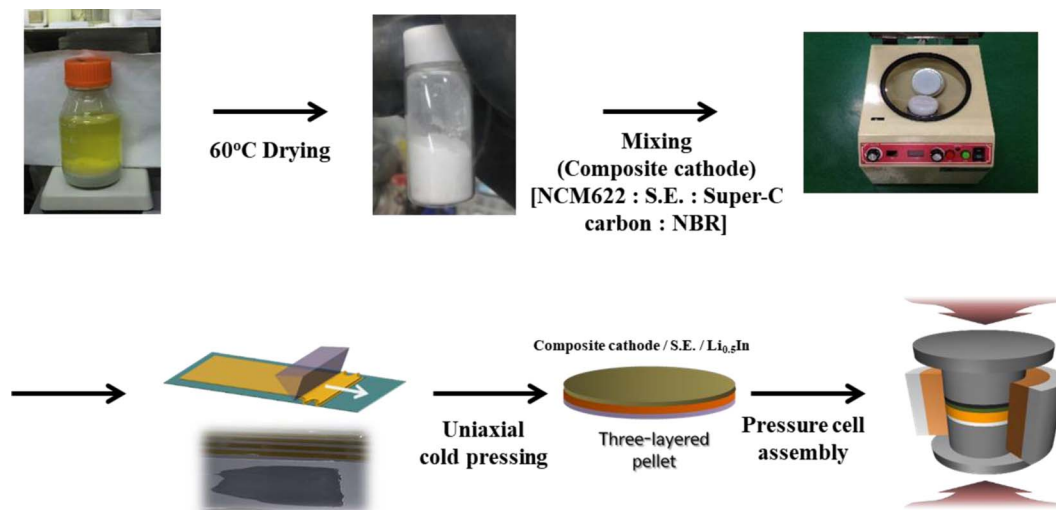 60°C Drying
Mixing
(Composite cathode)
[NCM622 : S.E. : Super-C
carbon : NBR]
Uniaxial
cold pressing
Composite cathode / S.E. / Li₀.₅In
Three-layered
pellet
Pressure cell
assembly